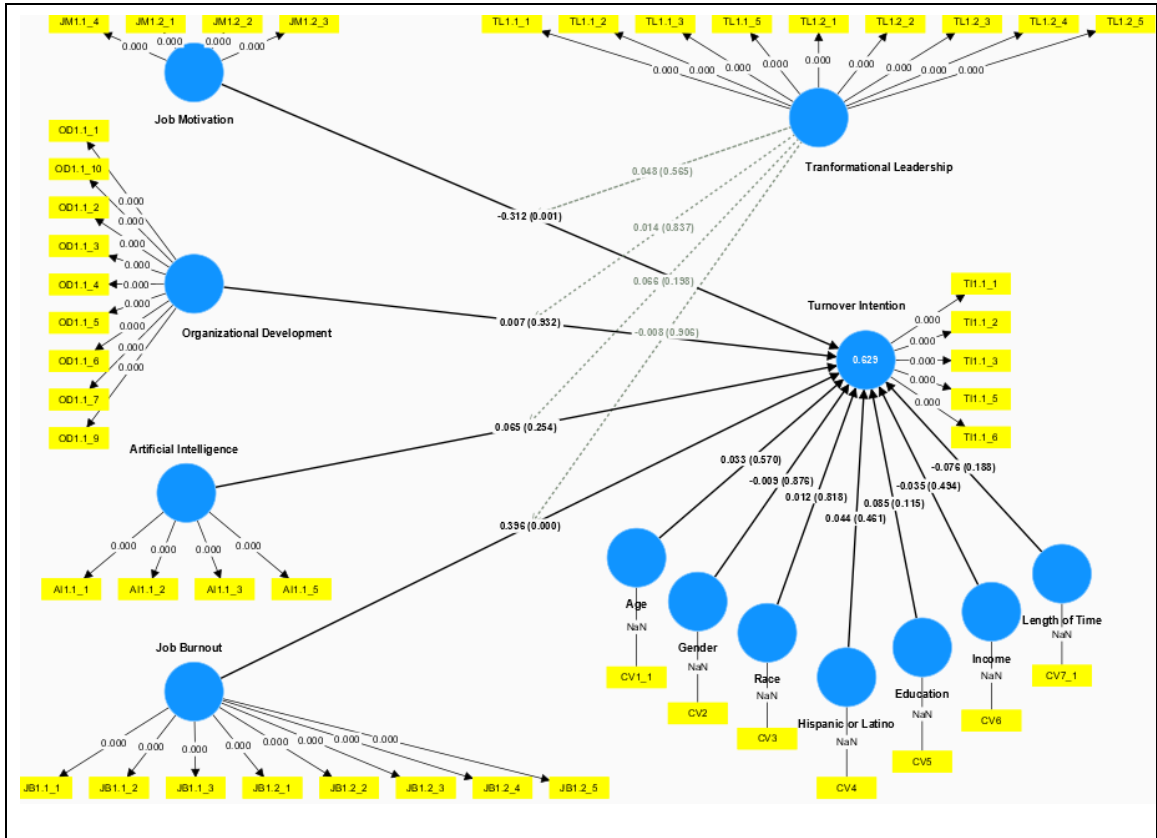 JM1.1_4 JM1.2_1 JM1.2_2 JM1.2_3
0.000 0.000 0.000 0.000
Job Motivation
TL1.1_1 TL1.1_2 TL1.1_3 TL1.1_5 TL1.2_1 TL1.2_2 TL1.2_3 TL1.2_4 TL1.2_5
0.000 0.000 0.000 0.000 0.000 0.000 0.000 0.000 0.000
Tranformational Leadership
OD1.1_1
OD1.1_10
OD1.1_2
OD1.1_3
OD1.1_4
OD1.1_5
OD1.1_6
OD1.1_7
OD1.1_9
0.000
0.000
0.000
0.000
0.000
0.000
0.000
0.000
0.000
Organizational Development
0.048 (0.565)
-0.312 (0.001)
0.014 (0.837)
0.066 (0.198)
0.007 (0.932)
-0.008 (0.906)
Turnover Intention
0.629
TI1.1_1
TI1.1_2
TI1.1_3
TI1.1_5
TI1.1_6
0.000
0.000
0.000
0.000
0.000
Artificial Intelligence
0.065 (0.254)
0.000 0.000 0.000 0.000
AI1.1_1 AI1.1_2 AI1.1_3 AI1.1_5
0.396 (0.000)
Job Burnout
0.000 0.000 0.000 0.000 0.000 0.000 0.000 0.000
JB1.1_1 JB1.1_2 JB1.1_3 JB1.2_1 JB1.2_2 JB1.2_3 JB1.2_4 JB1.2_5
0.033 (0.570)
-0.009 (0.876)
0.012 (0.818)
0.044 (0.461)
0.085 (0.115)
-0.035 (0.494)
-0.076 (0.188)
Age
NaN
CV1_1
Gender
NaN
CV2
Race
NaN
CV3
Hispanic or Latino
NaN
CV4
Education
NaN
CV5
Income
NaN
CV6
Length of Time
NaN
CV7_1